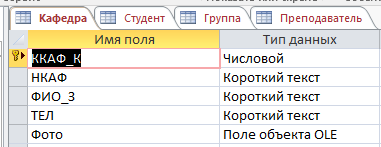 Кафедра Студент Группа Преподаватель
Имя поля Тип данных
ККАФ_К Числовой
НКАФ Короткий текст
ФИО_З Короткий текст
ТЕЛ Короткий текст
Фото Поле объекта OLE